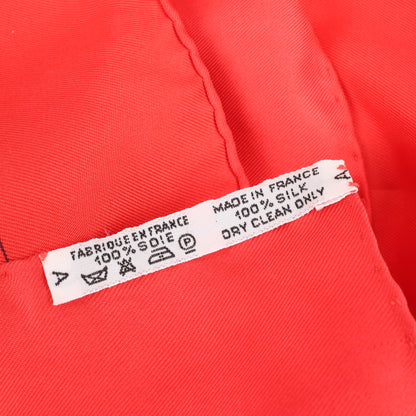 A
FABRIQUE EN FRANCE
100% SOIE
P
MADE IN FRANCE
100% SILK
DRY CLEAN ONLY
A